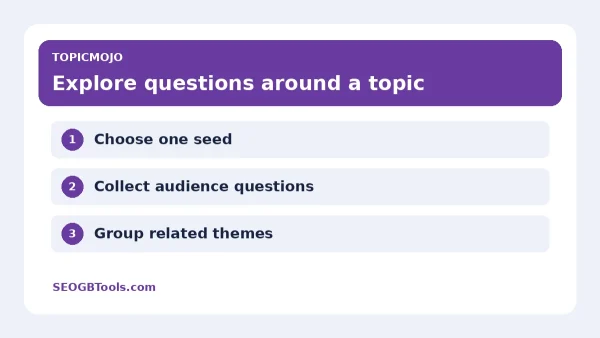 TOPICMOJO
Explore questions around a topic
1 Choose one seed
2 Collect audience questions
3 Group related themes
SEOGBTools.com